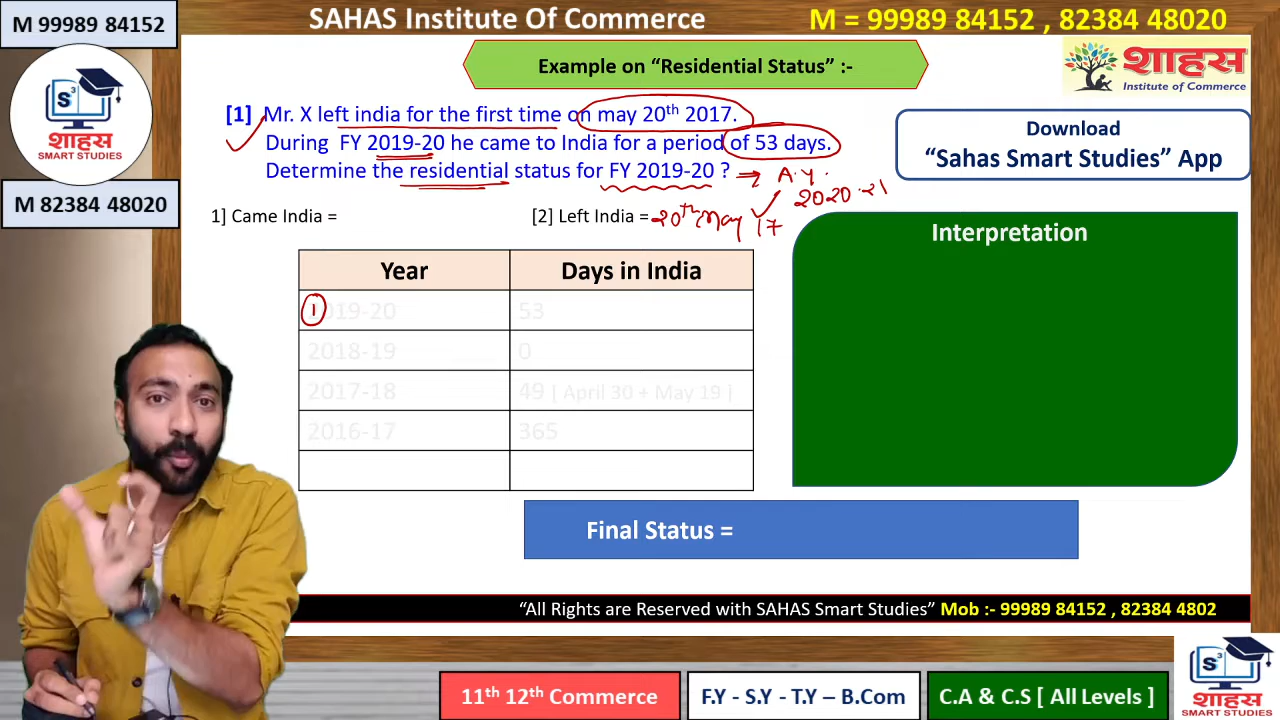 M 99989 84152
SAHAS Institute Of Commerce
M = 99989 84152 , 82384 48020
Example on “Residential Status” :-
शाहस
Institute of Commerce
S³
शाहस
SMART STUDIES
M 82384 48020
[1] Mr. X left india for the first time on may 20th 2017.
During FY 2019-20 he came to India for a period of 53 days.
Determine the residential status for FY 2019-20 ? → A.Y.
2020-21
Download
“Sahas Smart Studies” App
1] Came India =
[2] Left India = 20th May 17
Interpretation
Year Days in India
1
2019-20 53
2018-19 0
2017-18 49 [ April 30 + May 19 ]
2016-17 365
Final Status =
“All Rights are Reserved with SAHAS Smart Studies” Mob :- 99989 84152 , 82384 4802
11th 12th Commerce
F.Y - S.Y - T.Y – B.Com
C.A & C.S [ All Levels ]
S³
शाहस
SMART STUDIES